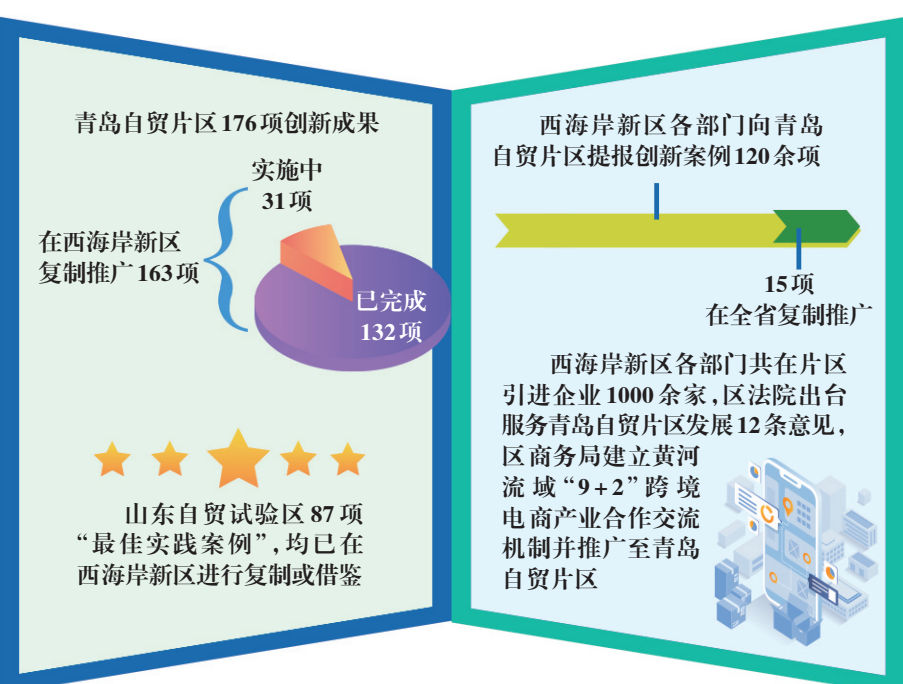 青岛自贸片区176项创新成果
实施中
31项
在西海岸新区
复制推广163项
已完成
132项
山东自贸试验区87项
“最佳实践案例”，均已在
西海岸新区进行复制或借鉴
西海岸新区各部门向青岛
自贸片区提报创新案例120余项
15项
在全省复制推广
西海岸新区各部门共在片区
引进企业1000余家，区法院出台
服务青岛自贸片区发展12条意见，
区商务局建立黄河
流域“9+2”跨境
电商产业合作交流
机制并推广至青岛
自贸片区